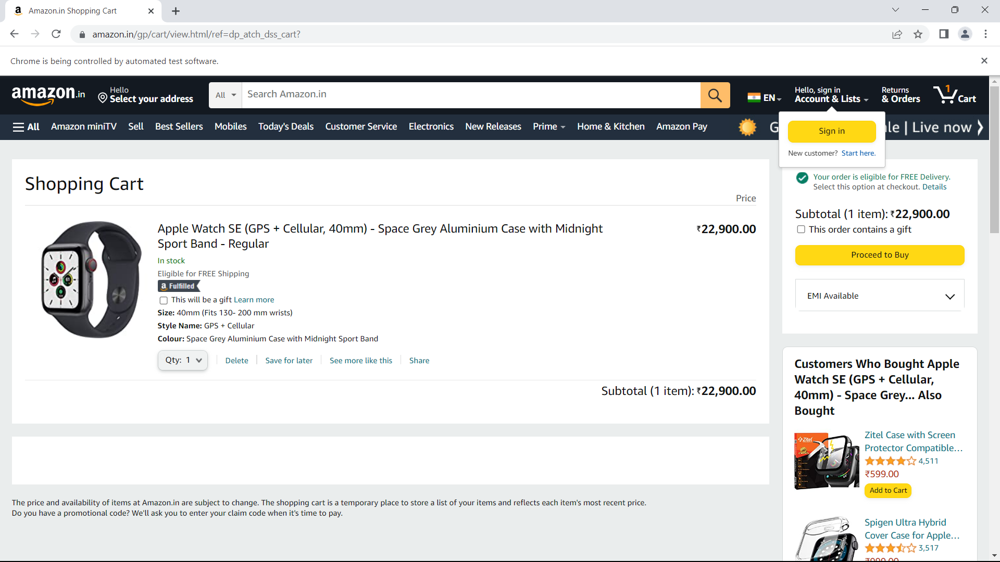 Amazon.in Shopping Cart
amazon.in/gp/cart/view.html/ref=dp_atch_dss_cart?
Chrome is being controlled by automated test software.
amazon.in
Hello
Select your address
All
Search Amazon.in
EN
Hello, sign in
Account & Lists
Returns
& Orders
1
Cart
All
Amazon miniTV
Sell
Best Sellers
Mobiles
Today's Deals
Customer Service
Electronics
New Releases
Prime
Home & Kitchen
Amazon Pay
| Live now
Sign in
New customer? Start here.
Shopping Cart
Price
Apple Watch SE (GPS + Cellular, 40mm) - Space Grey Aluminium Case with Midnight
Sport Band - Regular
₹22,900.00
In stock
Eligible for FREE Shipping
a Fulfilled
This will be a gift Learn more
Size: 40mm (Fits 130- 200 mm wrists)
Style Name: GPS + Cellular
Colour: Space Grey Aluminium Case with Midnight Sport Band
Qty: 1
Delete
Save for later
See more like this
Share
Subtotal (1 item): ₹22,900.00
The price and availability of items at Amazon.in are subject to change. The shopping cart is a temporary place to store a list of your items and reflects each item's most recent price.
Do you have a promotional code? We'll ask you to enter your claim code when it's time to pay.
Your order is eligible for FREE Delivery.
Select this option at checkout. Details
Subtotal (1 item): ₹22,900.00
This order contains a gift
Proceed to Buy
EMI Available
Customers Who Bought Apple
Watch SE (GPS + Cellular,
40mm) - Space Grey... Also
Bought
Zitel
Zitel Case with Screen
Protector Compatible…
4,511
₹599.00
Add to Cart
Spigen Ultra Hybrid
Cover Case for Apple…
3,517